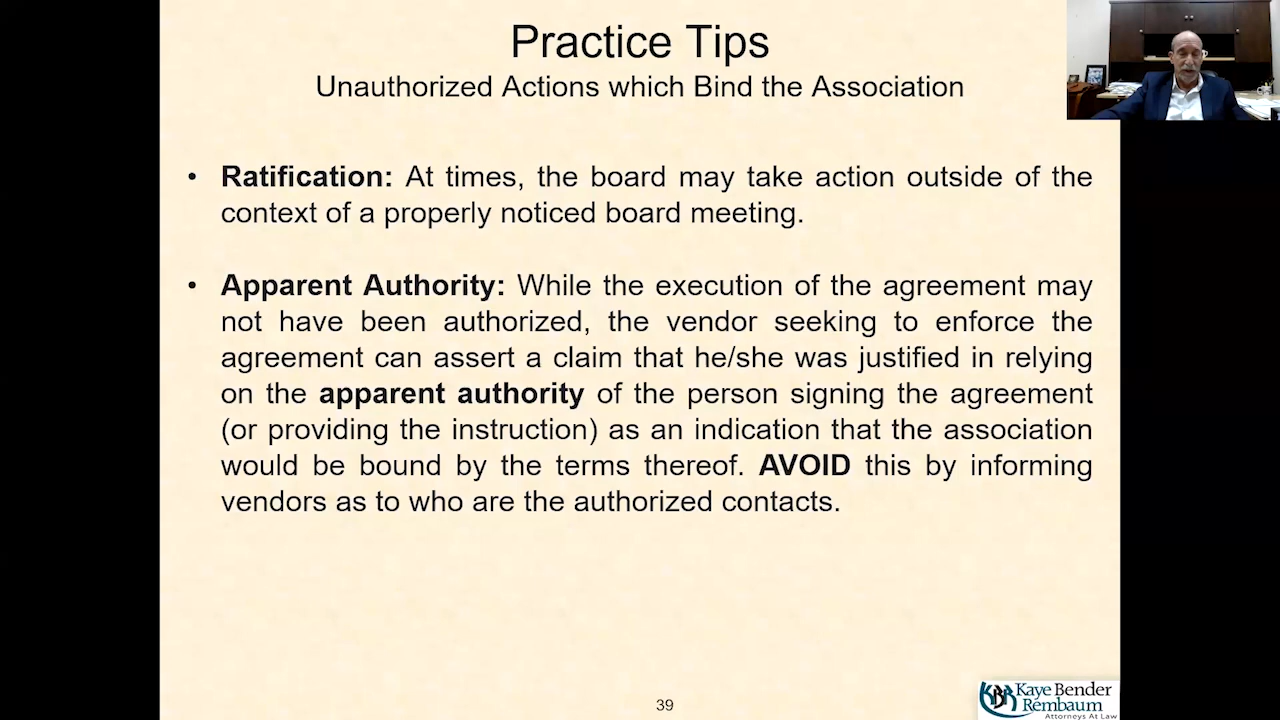 Practice Tips
Unauthorized Actions which Bind the Association
• Ratification: At times, the board may take action outside of the
context of a properly noticed board meeting.
• Apparent Authority: While the execution of the agreement may
not have been authorized, the vendor seeking to enforce the
agreement can assert a claim that he/she was justified in relying
on the apparent authority of the person signing the agreement
(or providing the instruction) as an indication that the association
would be bound by the terms thereof. AVOID this by informing
vendors as to who are the authorized contacts.
39
KBR Kaye Bender
Rembaum
Attorneys At Law